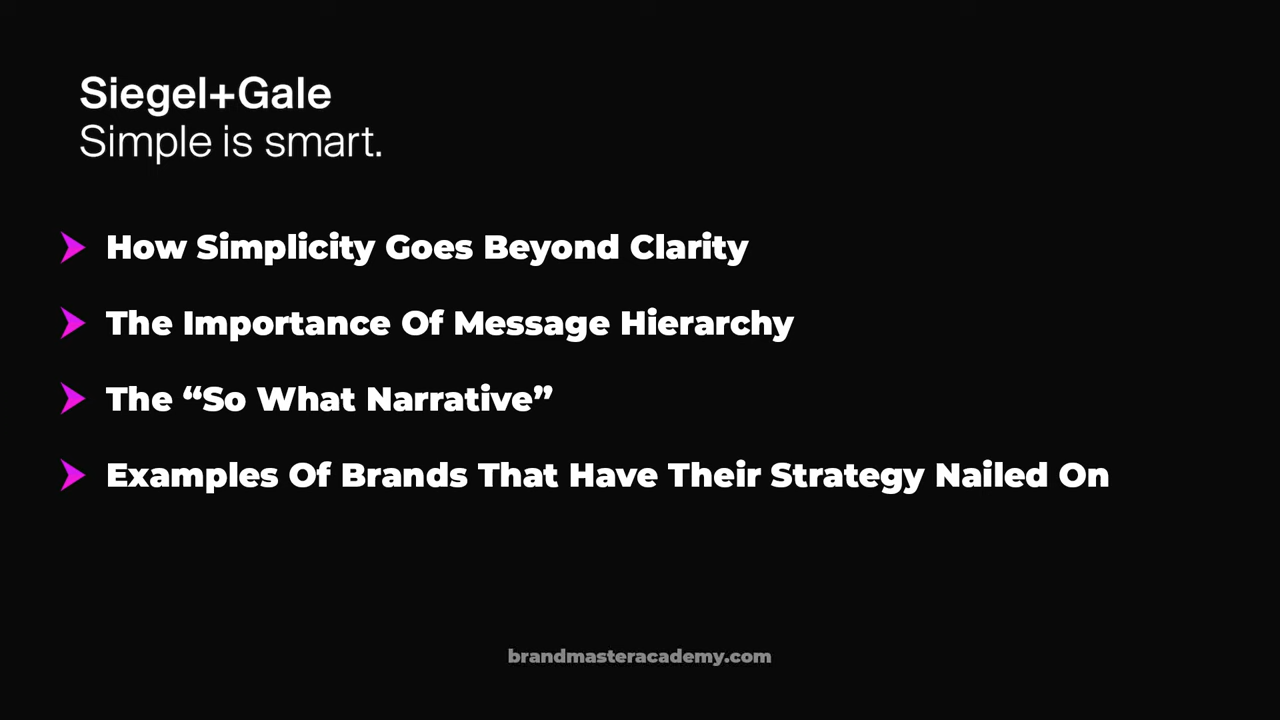 Siegel+Gale
Simple is smart.
How Simplicity Goes Beyond Clarity
The Importance Of Message Hierarchy
The “So What Narrative”
Examples Of Brands That Have Their Strategy Nailed On
brandmasteracademy.com